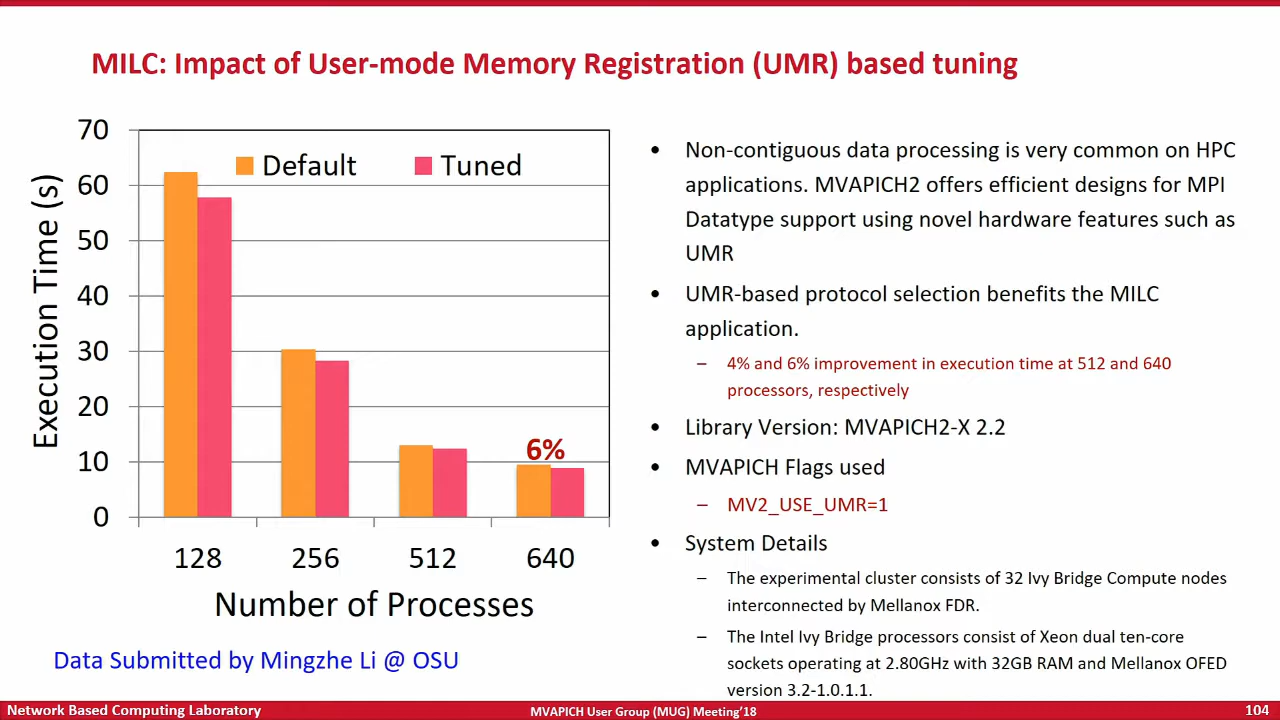 MILC: Impact of User-mode Memory Registration (UMR) based tuning
70
60
50
40
30
20
10
0
Execution Time (s)
Default
Tuned
6%
128
256
512
640
Number of Processes
Data Submitted by Mingzhe Li @ OSU
• Non-contiguous data processing is very common on HPC
applications. MVAPICH2 offers efficient designs for MPI
Datatype support using novel hardware features such as
UMR
• UMR-based protocol selection benefits the MILC
application.
– 4% and 6% improvement in execution time at 512 and 640
processors, respectively
• Library Version: MVAPICH2-X 2.2
• MVAPICH Flags used
– MV2_USE_UMR=1
• System Details
– The experimental cluster consists of 32 Ivy Bridge Compute nodes
interconnected by Mellanox FDR.
– The Intel Ivy Bridge processors consist of Xeon dual ten-core
sockets operating at 2.80GHz with 32GB RAM and Mellanox OFED
version 3.2-1.0.1.1.
Network Based Computing Laboratory
MVAPICH User Group (MUG) Meeting'18
104